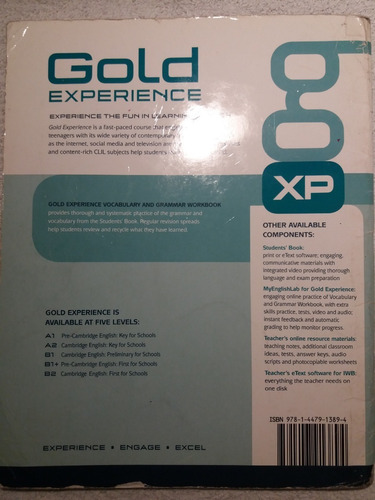 Gold
EXPERIENCE
EXPERIENCE THE FUN IN LEARNING
Gold Experience is a fast-paced course that
teenagers with its wide variety of contemporary
as the internet, social media and television
and content-rich CLIL subjects help students
GOLD EXPERIENCE VOCABULARY AND GRAMMAR WORKBOOK
provides thorough and systematic practice of the grammar and
vocabulary from the Students' Book. Regular revision spreads
help students review and recycle what they have learned.
GOLD EXPERIENCE IS
AVAILABLE AT FIVE LEVELS:
A1 Pre-Cambridge English: Key for Schools
A2 Cambridge English: Key for Schools
B1 Cambridge English: Preliminary for Schools
B1+ Pre-Cambridge English: First for Schools
B2 Cambridge English: First for Schools
EXPERIENCE • ENGAGE • EXCEL
go
XP
OTHER AVAILABLE
COMPONENTS:
Students' Book:
print or eText software, engaging,
communicative materials with
integrated video providing thorough
language and exam preparation
MyEnglishLab for Gold Experience:
engaging online practice of Vocabulary
and Grammar Workbook, with extra
skills practice, tests, video and audio;
instant feedback and automatic
grading to help monitor progress.
Teacher's online resource materials:
teaching notes, additional classroom
ideas, tests, answer keys, audio
scripts and photocopiable worksheets
Teacher's eText software for IWB:
everything the teacher needs on
one disk
ISBN 978-1-4479-1389-4